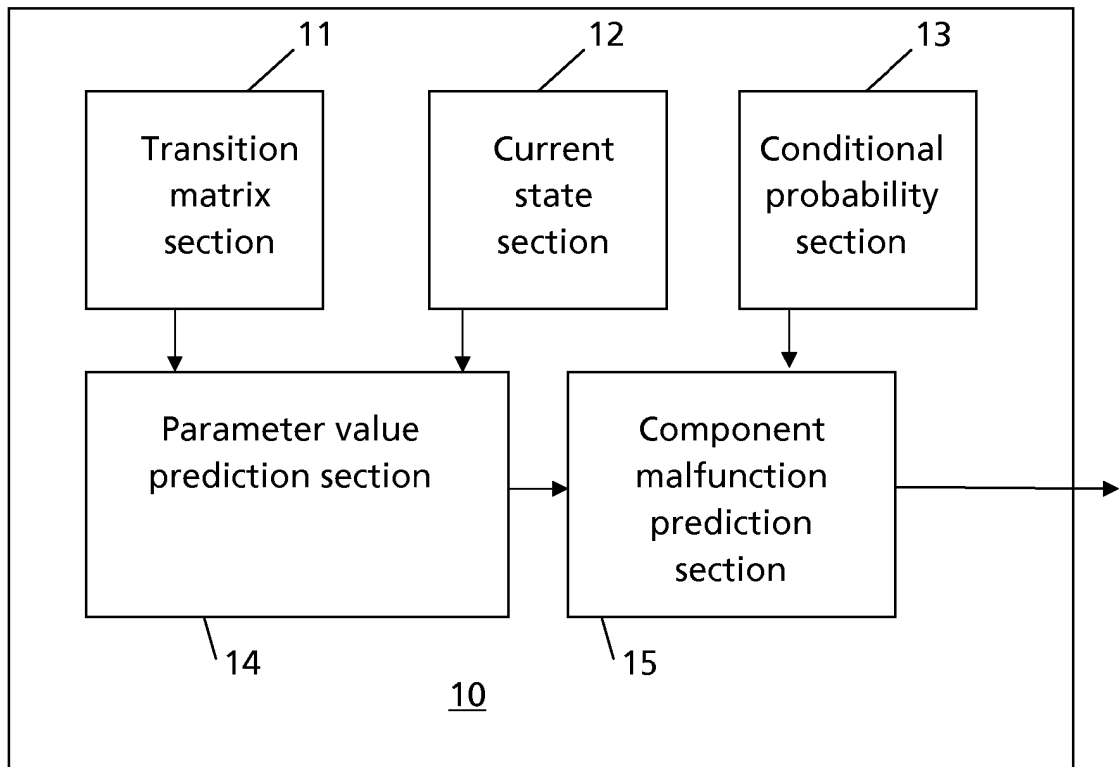 11
12
13
Transition
matrix
section
Current
state
section
Conditional
probability
section
Parameter value
prediction section
Component
malfunction
prediction
section
14
15
10